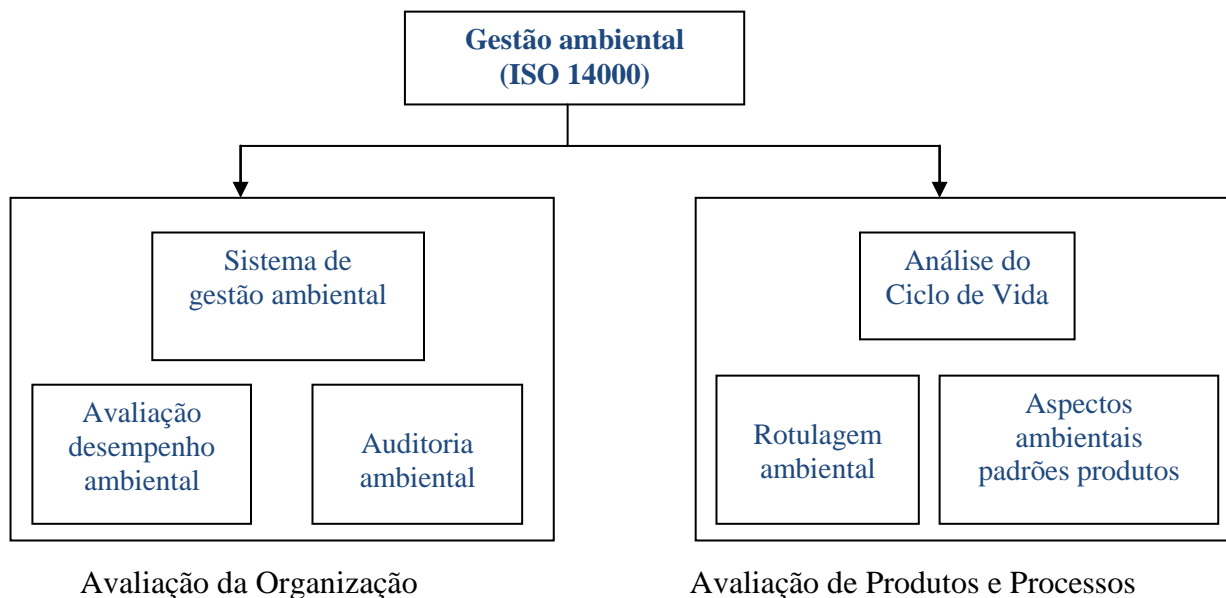 Gestão ambiental
(ISO 14000)
Sistema de
gestão ambiental
Avaliação
desempenho
ambiental
Auditoria
ambiental
Avaliação da Organização
Análise do
Ciclo de Vida
Rotulagem
ambiental
Aspectos
ambientais
padrões produtos
Avaliação de Produtos e Processos